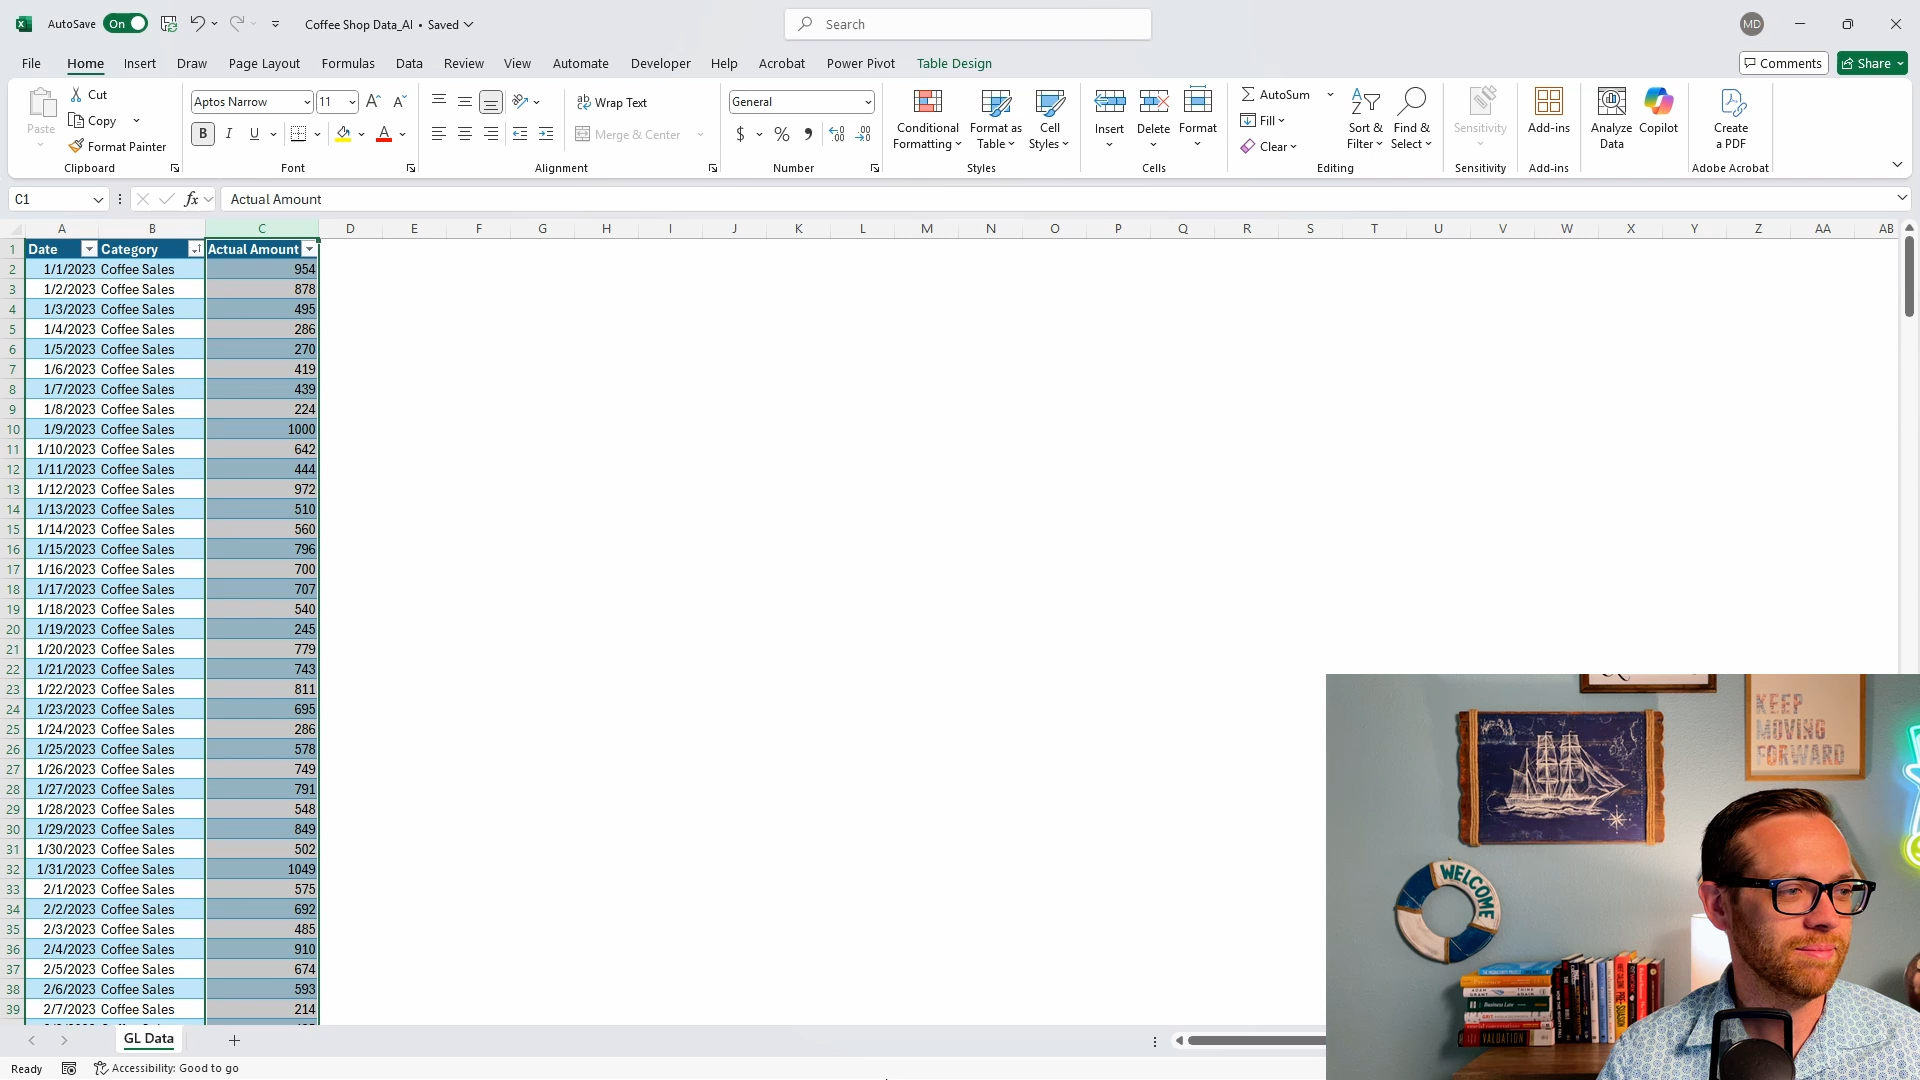 AutoSave On Coffee Shop Data_AI • Saved Search MD
File Home Insert Draw Page Layout Formulas Data Review View Automate Developer Help Acrobat Power Pivot Table Design Comments Share
Paste Cut Copy Format Painter Clipboard
Aptos Narrow 11 B I U Font
Wrap Text Merge & Center Alignment
General $ % Number
Conditional Formatting Format as Table Cell Styles Styles
Insert Delete Format Cells
AutoSum Fill Clear Sort & Filter Find & Select Editing
Sensitivity Sensitivity
Add-ins Add-ins
Analyze Data Copilot
Create a PDF Adobe Acrobat
C1 fx Actual Amount
A B C D E F G H I J K L M N O P Q R S T U V W X Y Z AA AB
1 Date Category Actual Amount
2 1/1/2023 Coffee Sales 954
3 1/2/2023 Coffee Sales 878
4 1/3/2023 Coffee Sales 495
5 1/4/2023 Coffee Sales 286
6 1/5/2023 Coffee Sales 270
7 1/6/2023 Coffee Sales 419
8 1/7/2023 Coffee Sales 439
9 1/8/2023 Coffee Sales 224
10 1/9/2023 Coffee Sales 1000
11 1/10/2023 Coffee Sales 642
12 1/11/2023 Coffee Sales 444
13 1/12/2023 Coffee Sales 972
14 1/13/2023 Coffee Sales 510
15 1/14/2023 Coffee Sales 560
16 1/15/2023 Coffee Sales 796
17 1/16/2023 Coffee Sales 700
18 1/17/2023 Coffee Sales 707
19 1/18/2023 Coffee Sales 540
20 1/19/2023 Coffee Sales 245
21 1/20/2023 Coffee Sales 779
22 1/21/2023 Coffee Sales 743
23 1/22/2023 Coffee Sales 811
24 1/23/2023 Coffee Sales 695
25 1/24/2023 Coffee Sales 286
26 1/25/2023 Coffee Sales 578
27 1/26/2023 Coffee Sales 749
28 1/27/2023 Coffee Sales 791
29 1/28/2023 Coffee Sales 548
30 1/29/2023 Coffee Sales 849
31 1/30/2023 Coffee Sales 502
32 1/31/2023 Coffee Sales 1049
33 2/1/2023 Coffee Sales 575
34 2/2/2023 Coffee Sales 692
35 2/3/2023 Coffee Sales 485
36 2/4/2023 Coffee Sales 910
37 2/5/2023 Coffee Sales 674
38 2/6/2023 Coffee Sales 593
39 2/7/2023 Coffee Sales 214
KEEP
MOVING
FORWARD
WELCOME
Business Law
GRIT
VALUATION
GL Data
Ready Accessibility: Good to go